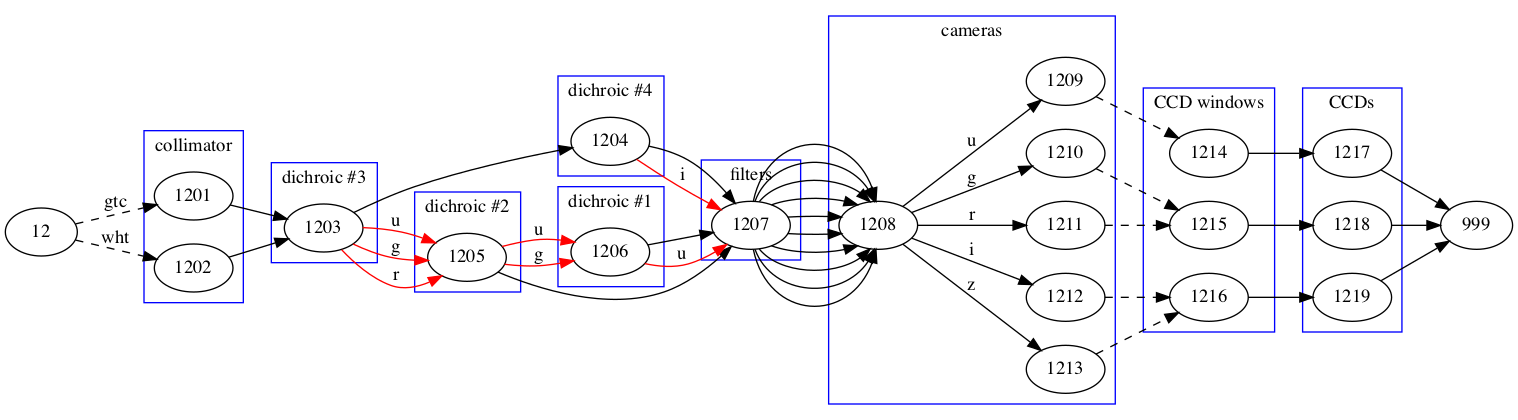 12
gtc
wht
collimator
1201
1202
dichroic #3
1203
u
g
r
dichroic #2
1205
u
g
dichroic #4
1204
i
dichroic #1
1206
u
filters
1207
cameras
1208
u
g
r
i
z
1209
1210
1211
1212
1213
CCD windows
1214
1215
1216
CCDs
1217
1218
1219
999